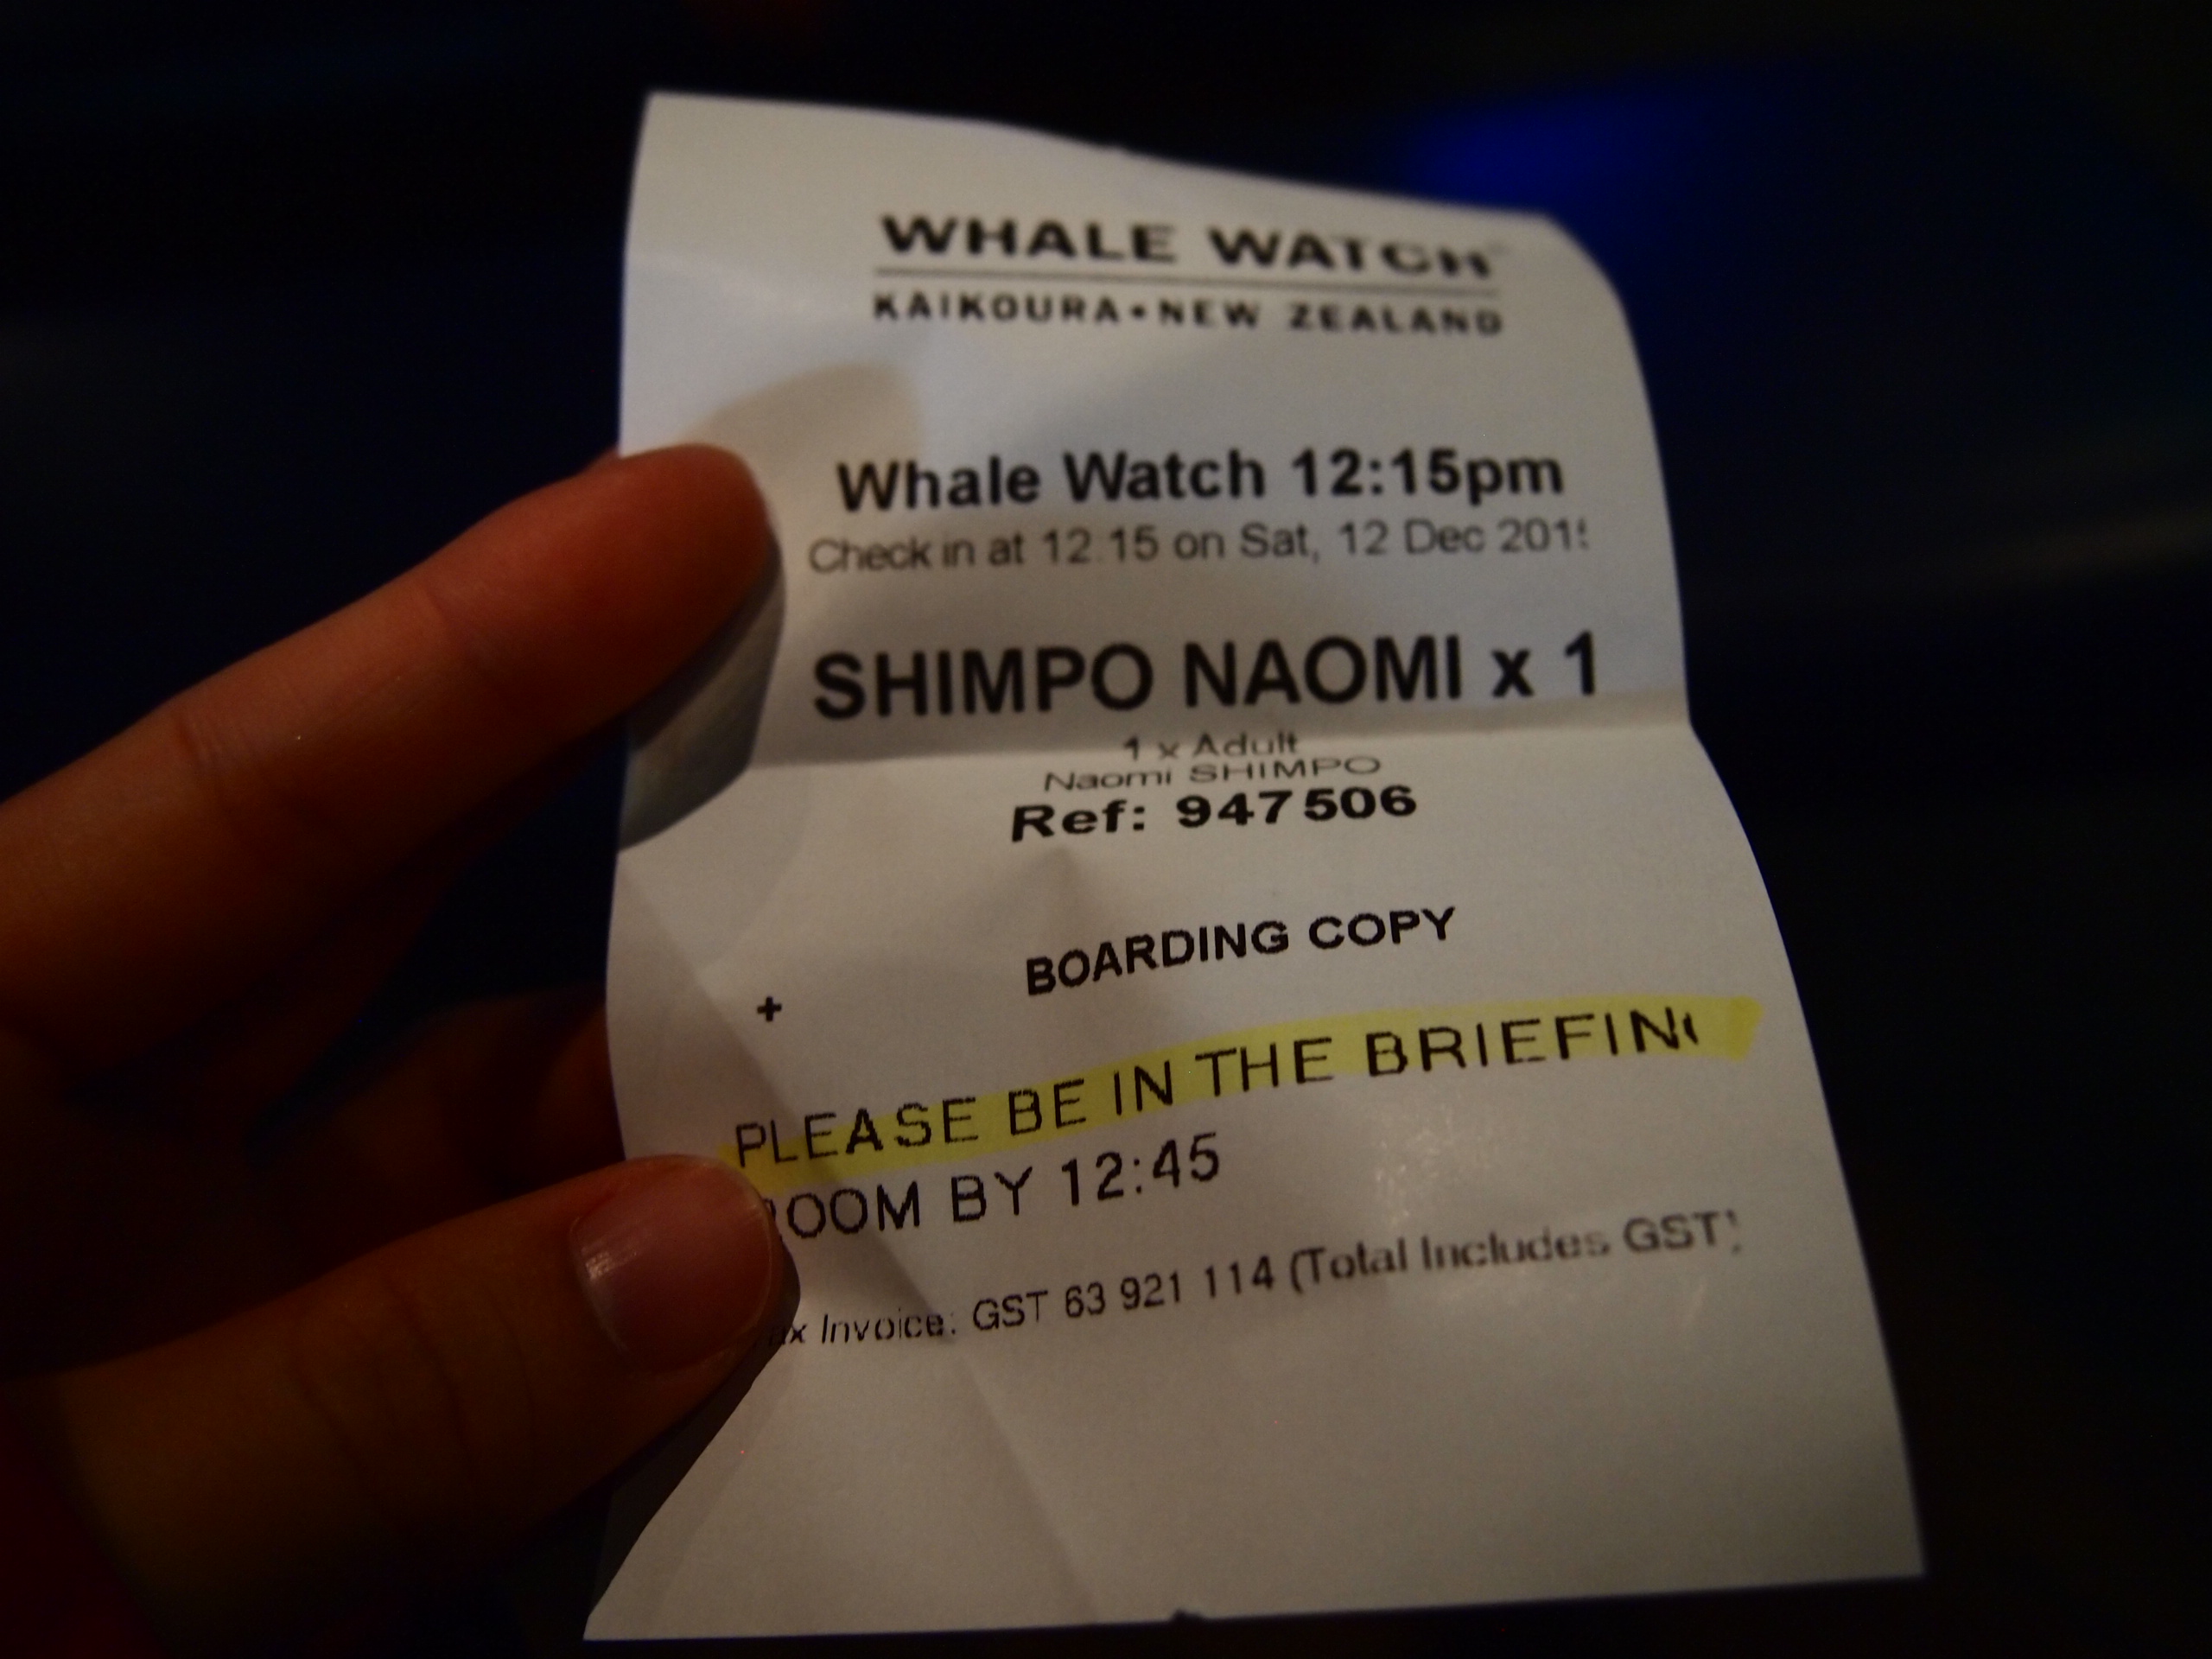 WHALE WATCH
KAIKOURA•NEW ZEALAND
Whale Watch 12:15pm
Check in at 12.15 on Sat, 12 Dec 201
SHIMPO NAOMI x 1
1 x Adult
Naomi SHIMPO
Ref: 947506
BOARDING COPY
+
PLEASE BE IN THE BRIEFIN
ROOM BY 12:45
ax Invoice: GST 63 921 114 (Total Includes GST)